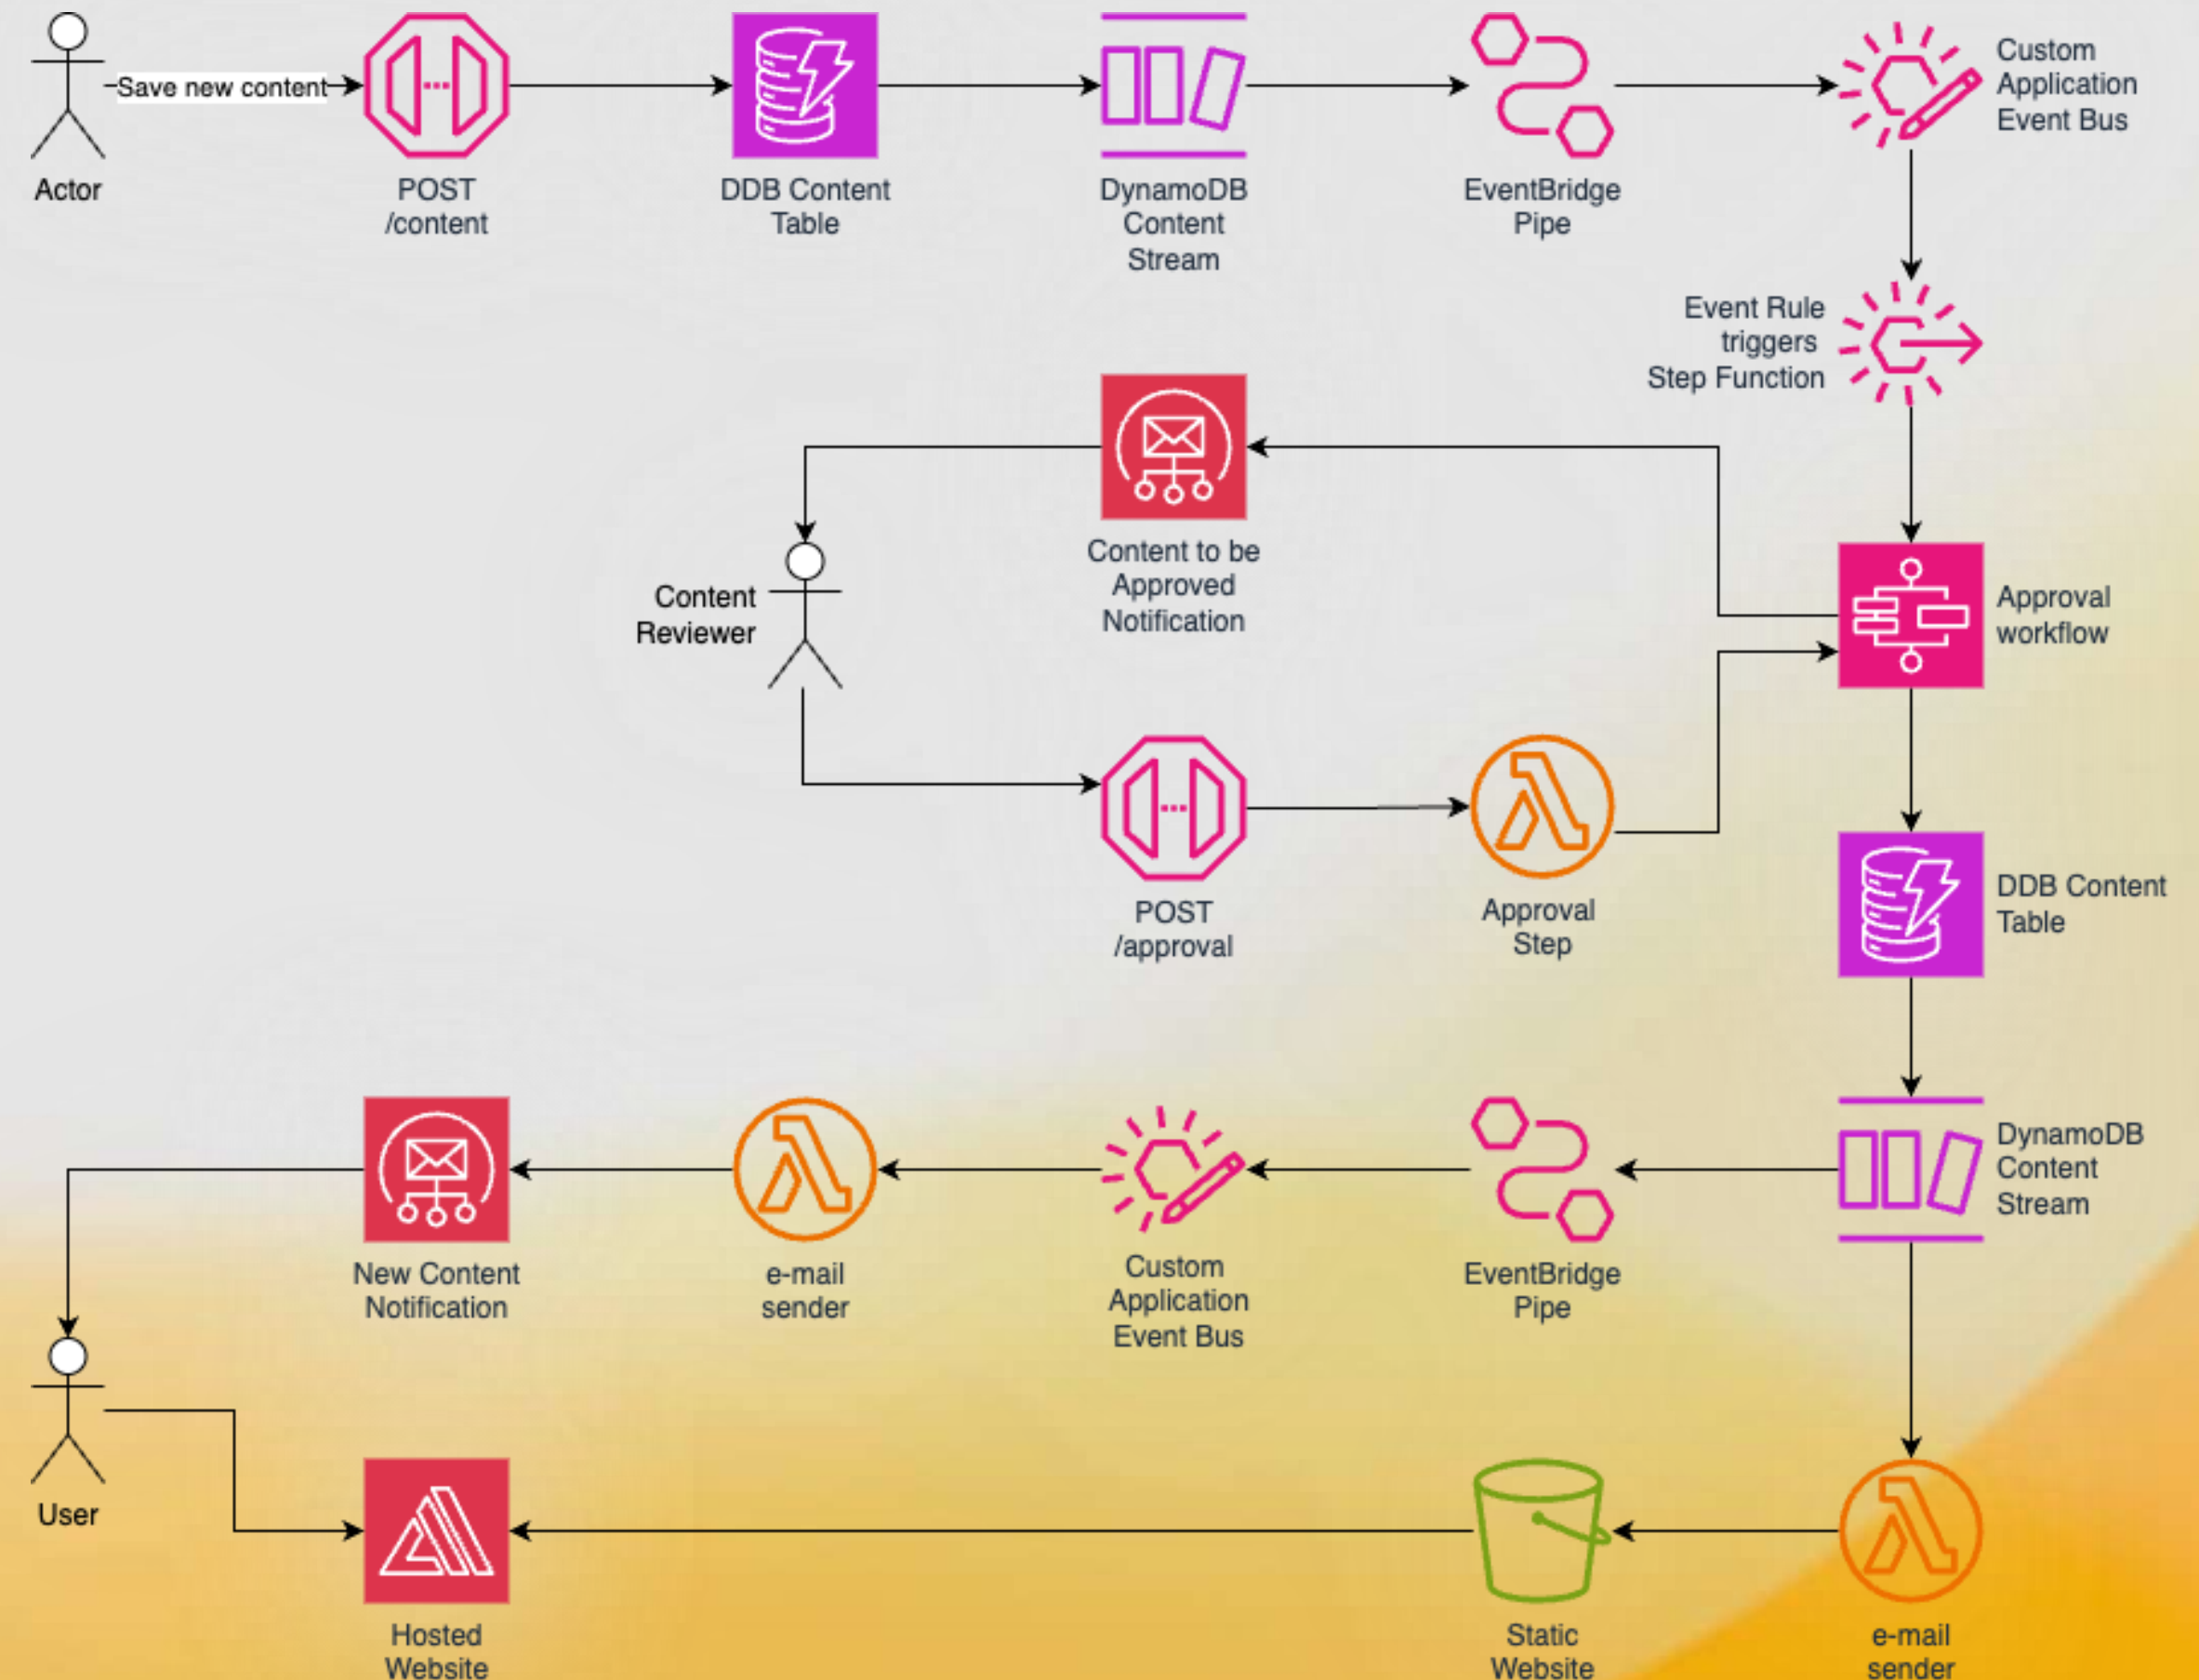 Save new content
Actor
POST
/content
DDB Content
Table
DynamoDB
Content
Stream
EventBridge
Pipe
Custom
Application
Event Bus
Event Rule
triggers
Step Function
Content to be
Approved
Notification
Content
Reviewer
Approval
workflow
POST
/approval
Approval
Step
DDB Content
Table
DynamoDB
Content
Stream
EventBridge
Pipe
Custom
Application
Event Bus
e-mail
sender
New Content
Notification
User
Hosted
Website
Static
Website
e-mail
sender